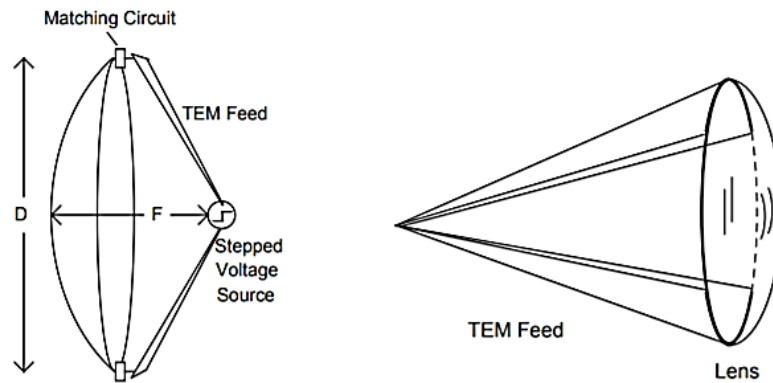 Matching Circuit
TEM Feed
D
F
Stepped
Voltage
Source
TEM Feed
Lens